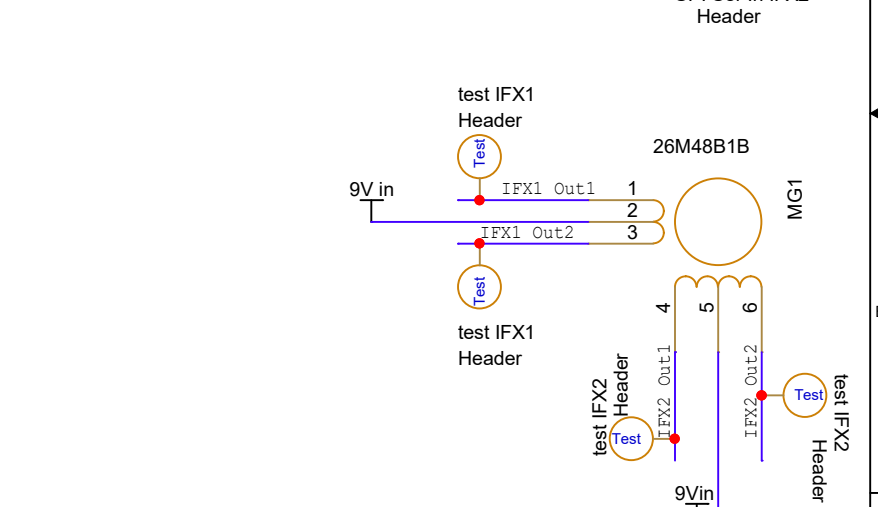 Header
test IFX1
Header
Test
26M48B1B
MG1
9V in
IFX1 Out1
1
2
3
IFX1 Out2
Test
test IFX1
Header
4
5
6
IFX2 Out1
IFX2 Out2
test IFX2
Header
Test
Test
test IFX2
Header
9Vin